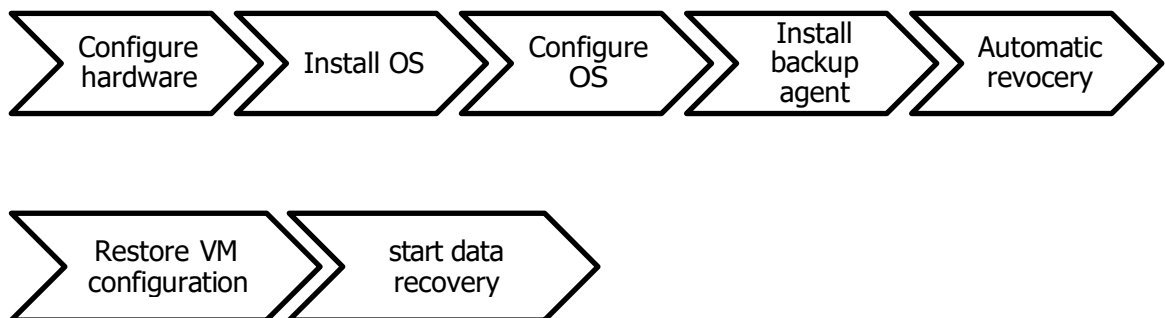 Configure
hardware
Install OS
Configure
OS
Install
backup
agent
Automatic
revocery
Restore VM
configuration
start data
recovery